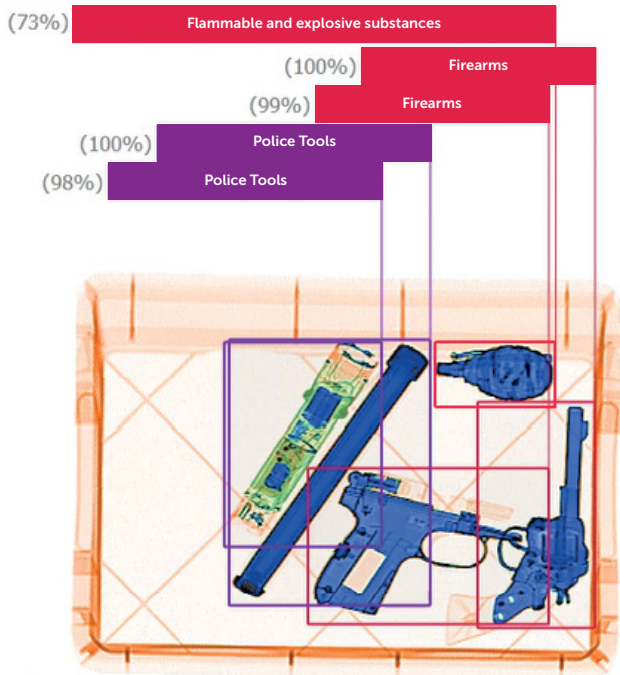 (73%) Flammable and explosive substances
(100%) Firearms
(99%) Firearms
(100%) Police Tools
(98%) Police Tools